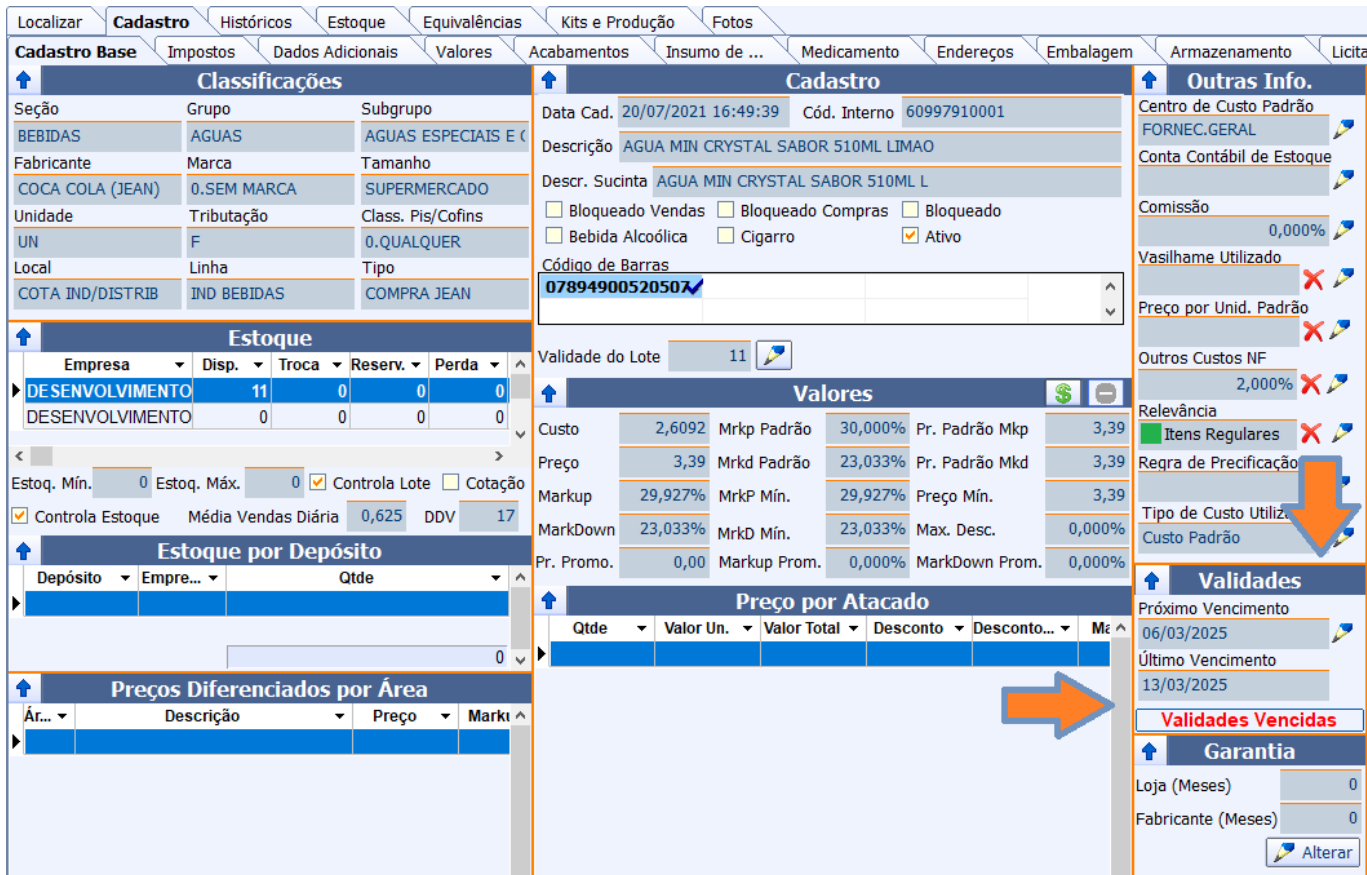 Localizar Cadastro Históricos Estoque Equivalências Kits e Produção Fotos
Cadastro Base Impostos Dados Adicionais Valores Acabamentos Insumo de ... Medicamento Endereços Embalagem Armazenamento Licita
Classificações
Seção Grupo Subgrupo
BEBIDAS AGUAS AGUAS ESPECIAIS E
Fabricante Marca Tamanho
COCA COLA (JEAN) 0.SEM MARCA SUPERMERCADO
Unidade Tributação Class. Pis/Cofins
UN F 0.QUALQUER
Local Linha Tipo
COTA IND/DISTRIB IND BEBIDAS COMPRA JEAN
Estoque
Empresa Disp. Troca Reserv. Perda
DESENVOLVIMENTO 11 0 0 0
DESENVOLVIMENTO 0 0 0 0
Estoq. Mín. 0 Estoq. Máx. 0 Controla Lote Cotação
Controla Estoque Média Vendas Diária 0,625 DDV 17
Estoque por Depósito
Depósito Empre... Qtde
0
Preços Diferenciados por Área
Ár... Descrição Preço Marku
Cadastro
Data Cad. 20/07/2021 16:49:39 Cód. Interno 60997910001
Descrição AGUA MIN CRYSTAL SABOR 510ML LIMAO
Descr. Sucinta AGUA MIN CRYSTAL SABOR 510ML L
Bloqueado Vendas Bloqueado Compras Bloqueado
Bebida Alcoólica Cigarro Ativo
Código de Barras
07894900520507
Validade do Lote 11
Valores
Custo 2,6092 Mrkp Padrão 30,000% Pr. Padrão Mkp 3,39
Preço 3,39 Mrkd Padrão 23,033% Pr. Padrão Mkd 3,39
Markup 29,927% MrkP Mín. 29,927% Preço Mín. 3,39
MarkDown 23,033% MrkD Mín. 23,033% Max. Desc. 0,000%
Pr. Promo. 0,00 Markup Prom. 0,000% MarkDown Prom. 0,000%
Preço por Atacado
Qtde Valor Un. Valor Total Desconto Desconto... Ma
Outras Info.
Centro de Custo Padrão
FORNEC.GERAL
Conta Contábil de Estoque
Comissão
0,000%
Vasilhame Utilizado
Preço por Unid. Padrão
Outros Custos NF
2,000%
Relevância
Itens Regulares
Regra de Precificação
Tipo de Custo Utiliz
Custo Padrão
Validades
Próximo Vencimento
06/03/2025
Último Vencimento
13/03/2025
Validades Vencidas
Garantia
Loja (Meses) 0
Fabricante (Meses) 0
Alterar